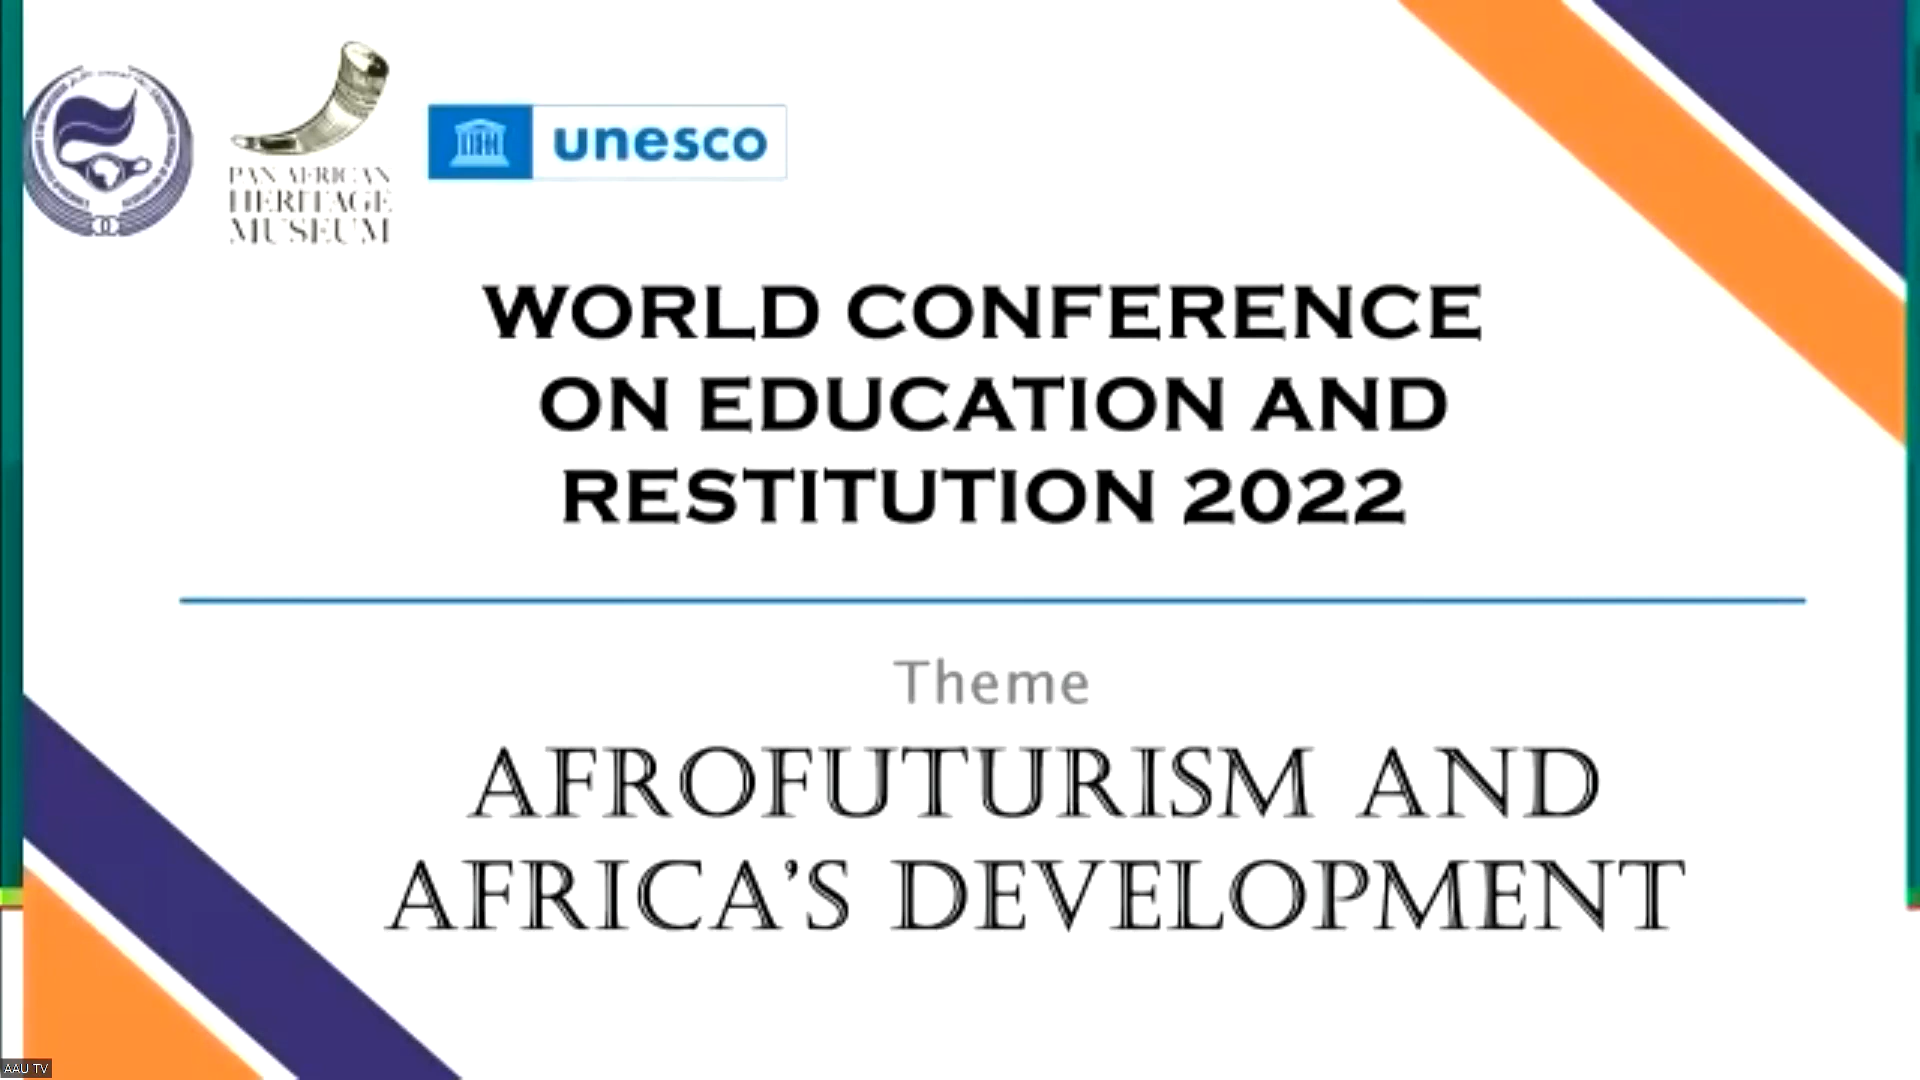 PAN AFRICAN
HERITAGE
MUSEUM
unesco
WORLD CONFERENCE
ON EDUCATION AND
RESTITUTION 2022
Theme
AFROFUTURISM AND
AFRICA'S DEVELOPMENT
AAU TV